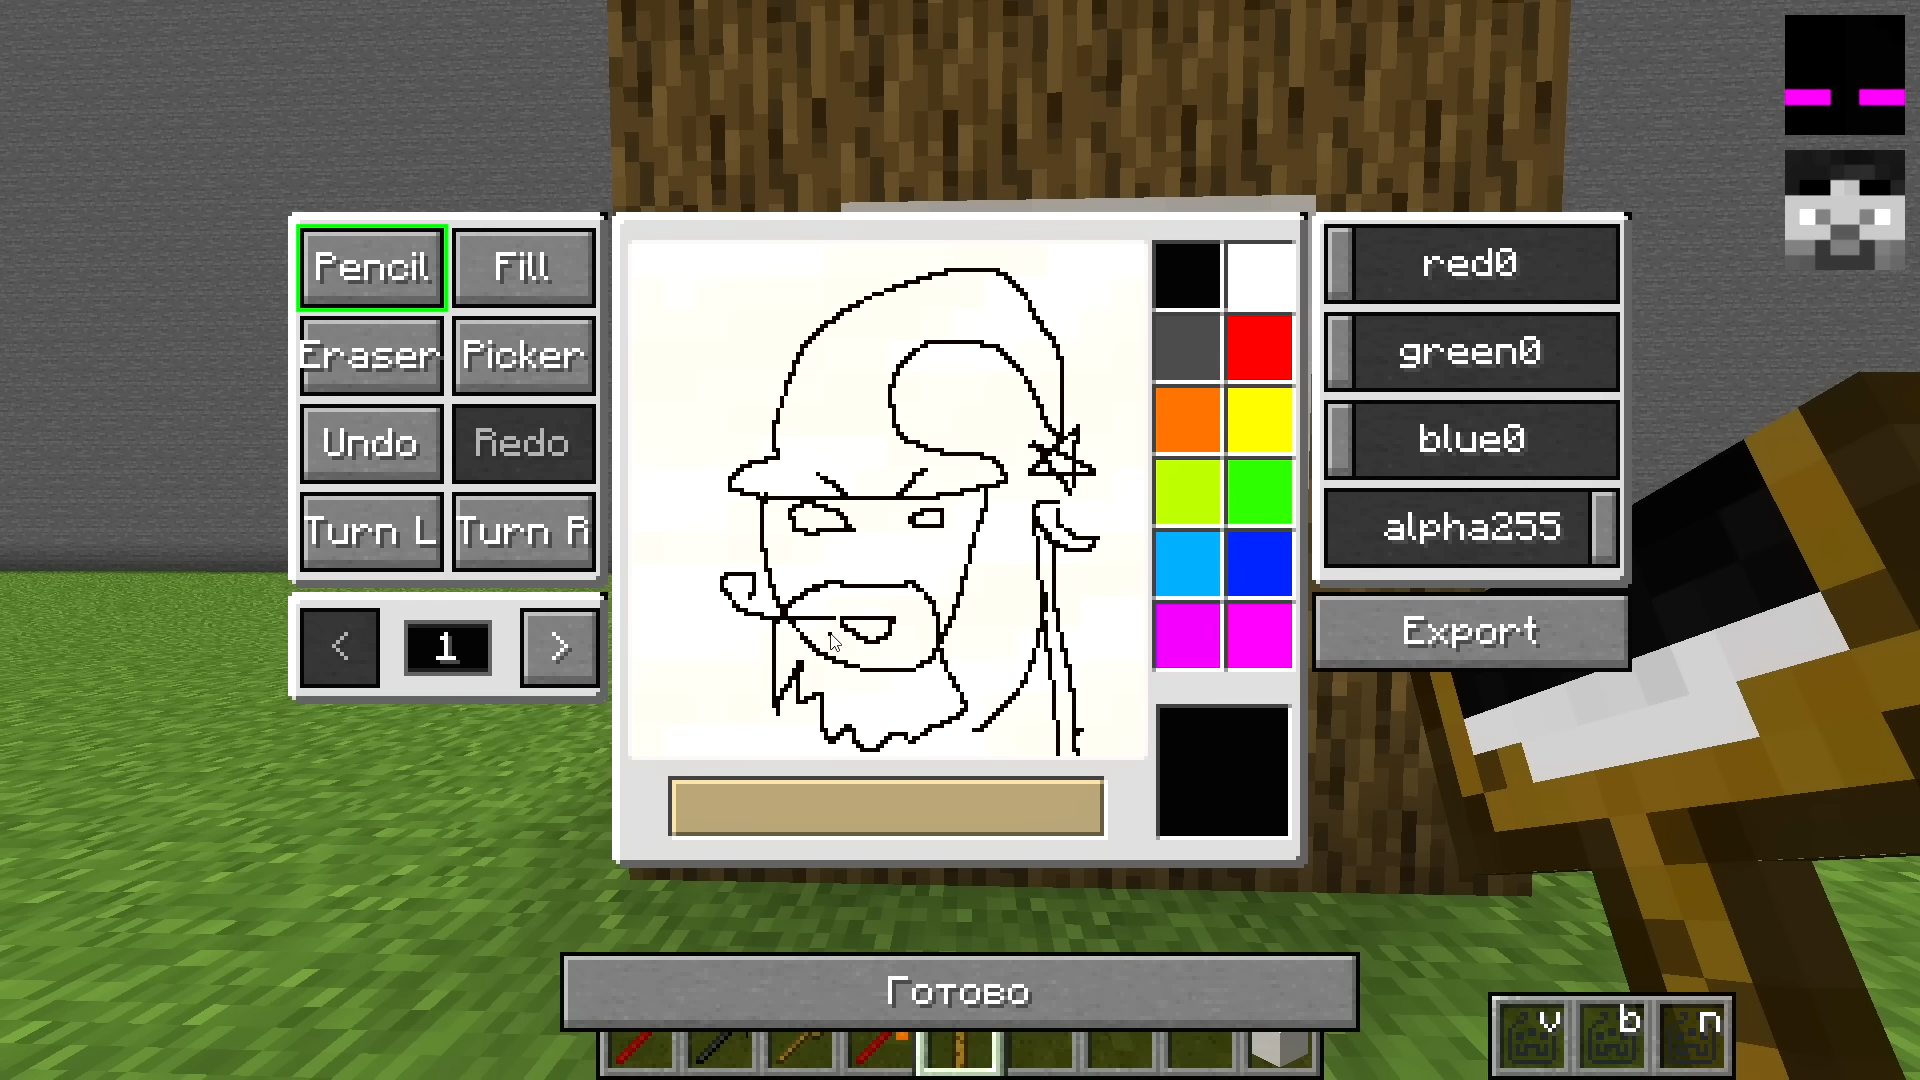 Pencil Fill
Eraser Picker
Undo Redo
Turn L Turn R
< 1 >
red0
green0
blue0
alpha255
Export
Готово
v b n